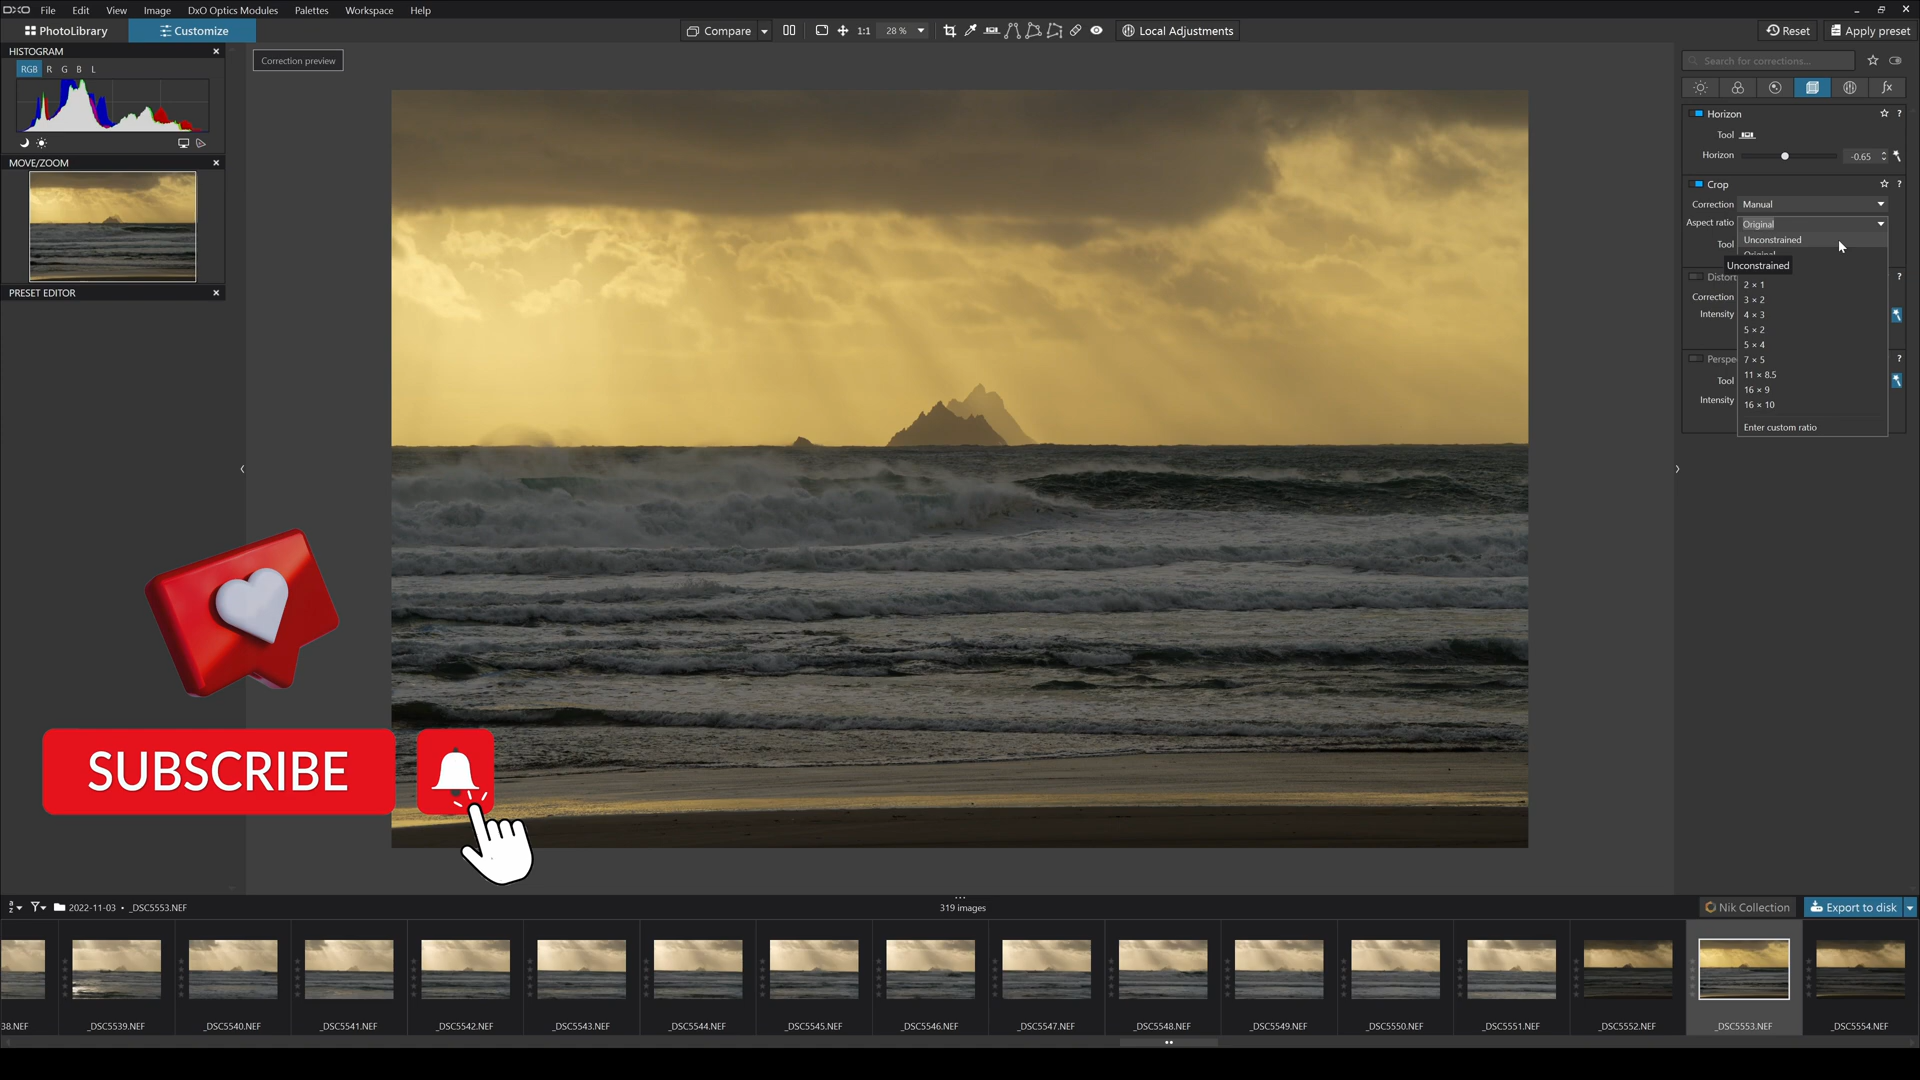 DXO File Edit View Image DxO Optics Modules Palettes Workspace Help
PhotoLibrary Customize Compare 1:1 28 % Local Adjustments Reset Apply preset
HISTOGRAM
RGB R G B L
MOVE/ZOOM
PRESET EDITOR
Correction preview
Search for corrections...
Horizon ?
Tool
Horizon -0.65
Crop ?
Correction Manual
Aspect ratio Original
Unconstrained
Tool
Original
Unconstrained
Distort ?
2 × 1
Correction 3 × 2
Intensity 4 × 3
5 × 2
5 × 4
Perspe 7 × 5 ?
11 × 8.5
Tool
16 × 9
Intensity 16 × 10
Enter custom ratio
SUBSCRIBE
2022-11-03 • _DSC5553.NEF
319 images
Nik Collection Export to disk
38.NEF _DSC5539.NEF _DSC5540.NEF _DSC5541.NEF _DSC5542.NEF _DSC5543.NEF _DSC5544.NEF _DSC5545.NEF _DSC5546.NEF _DSC5547.NEF _DSC5548.NEF _DSC5549.NEF _DSC5550.NEF _DSC5551.NEF _DSC5552.NEF _DSC5553.NEF _DSC5554.NEF